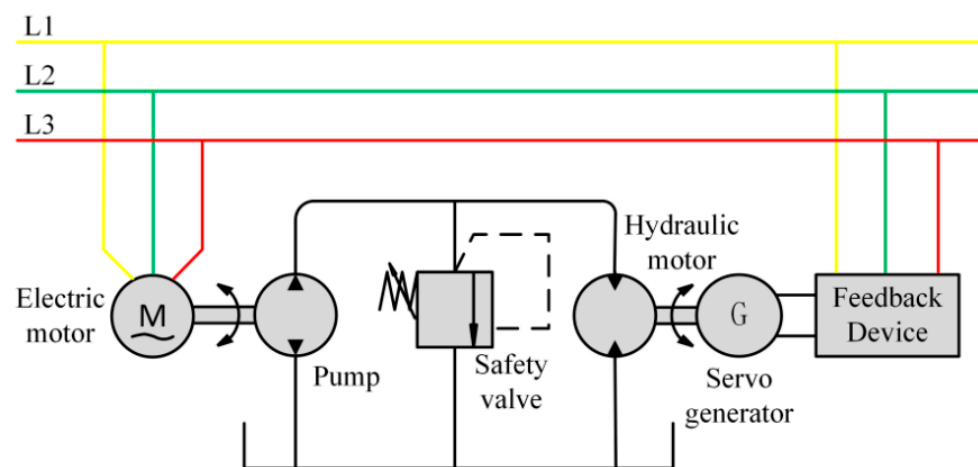 L1
L2
L3
Electric
motor
M
Pump
Safety
valve
Hydraulic
motor
G
Servo
generator
Feedback
Device